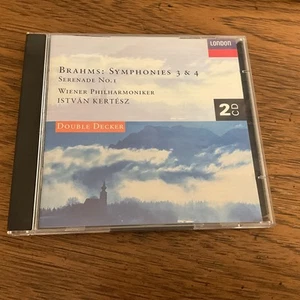 LONDON
BRAHMS: SYMPHONIES 3 & 4
SERENADE NO.1
WIENER PHILHARMONIKER
ISTVÁN KERTÉSZ
DOUBLE DECKER
2 CD